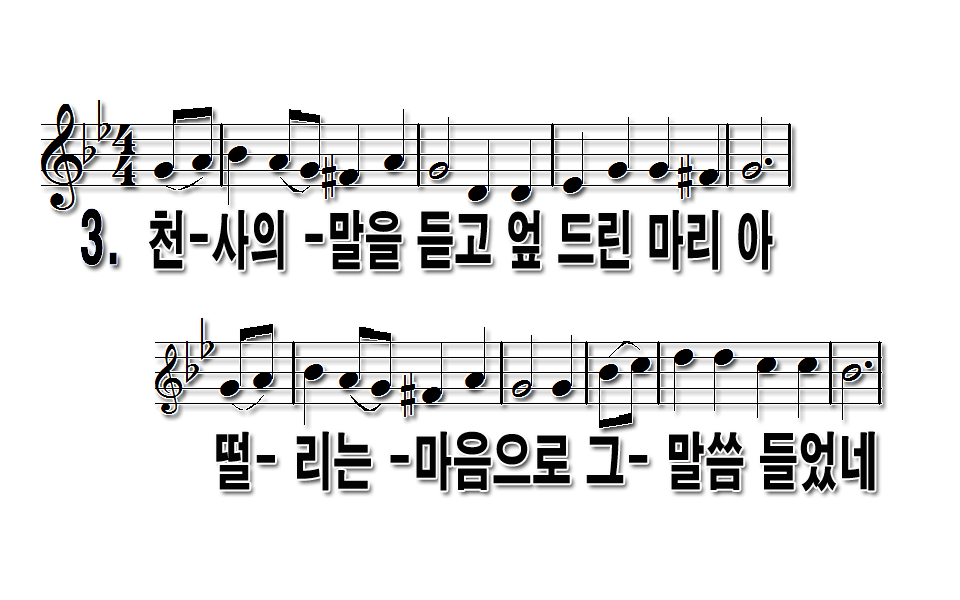 3. 천-사의 -말을 듣고 엎 드린 마리 아
떨- 리는 -마음으로 그- 말씀 들었네